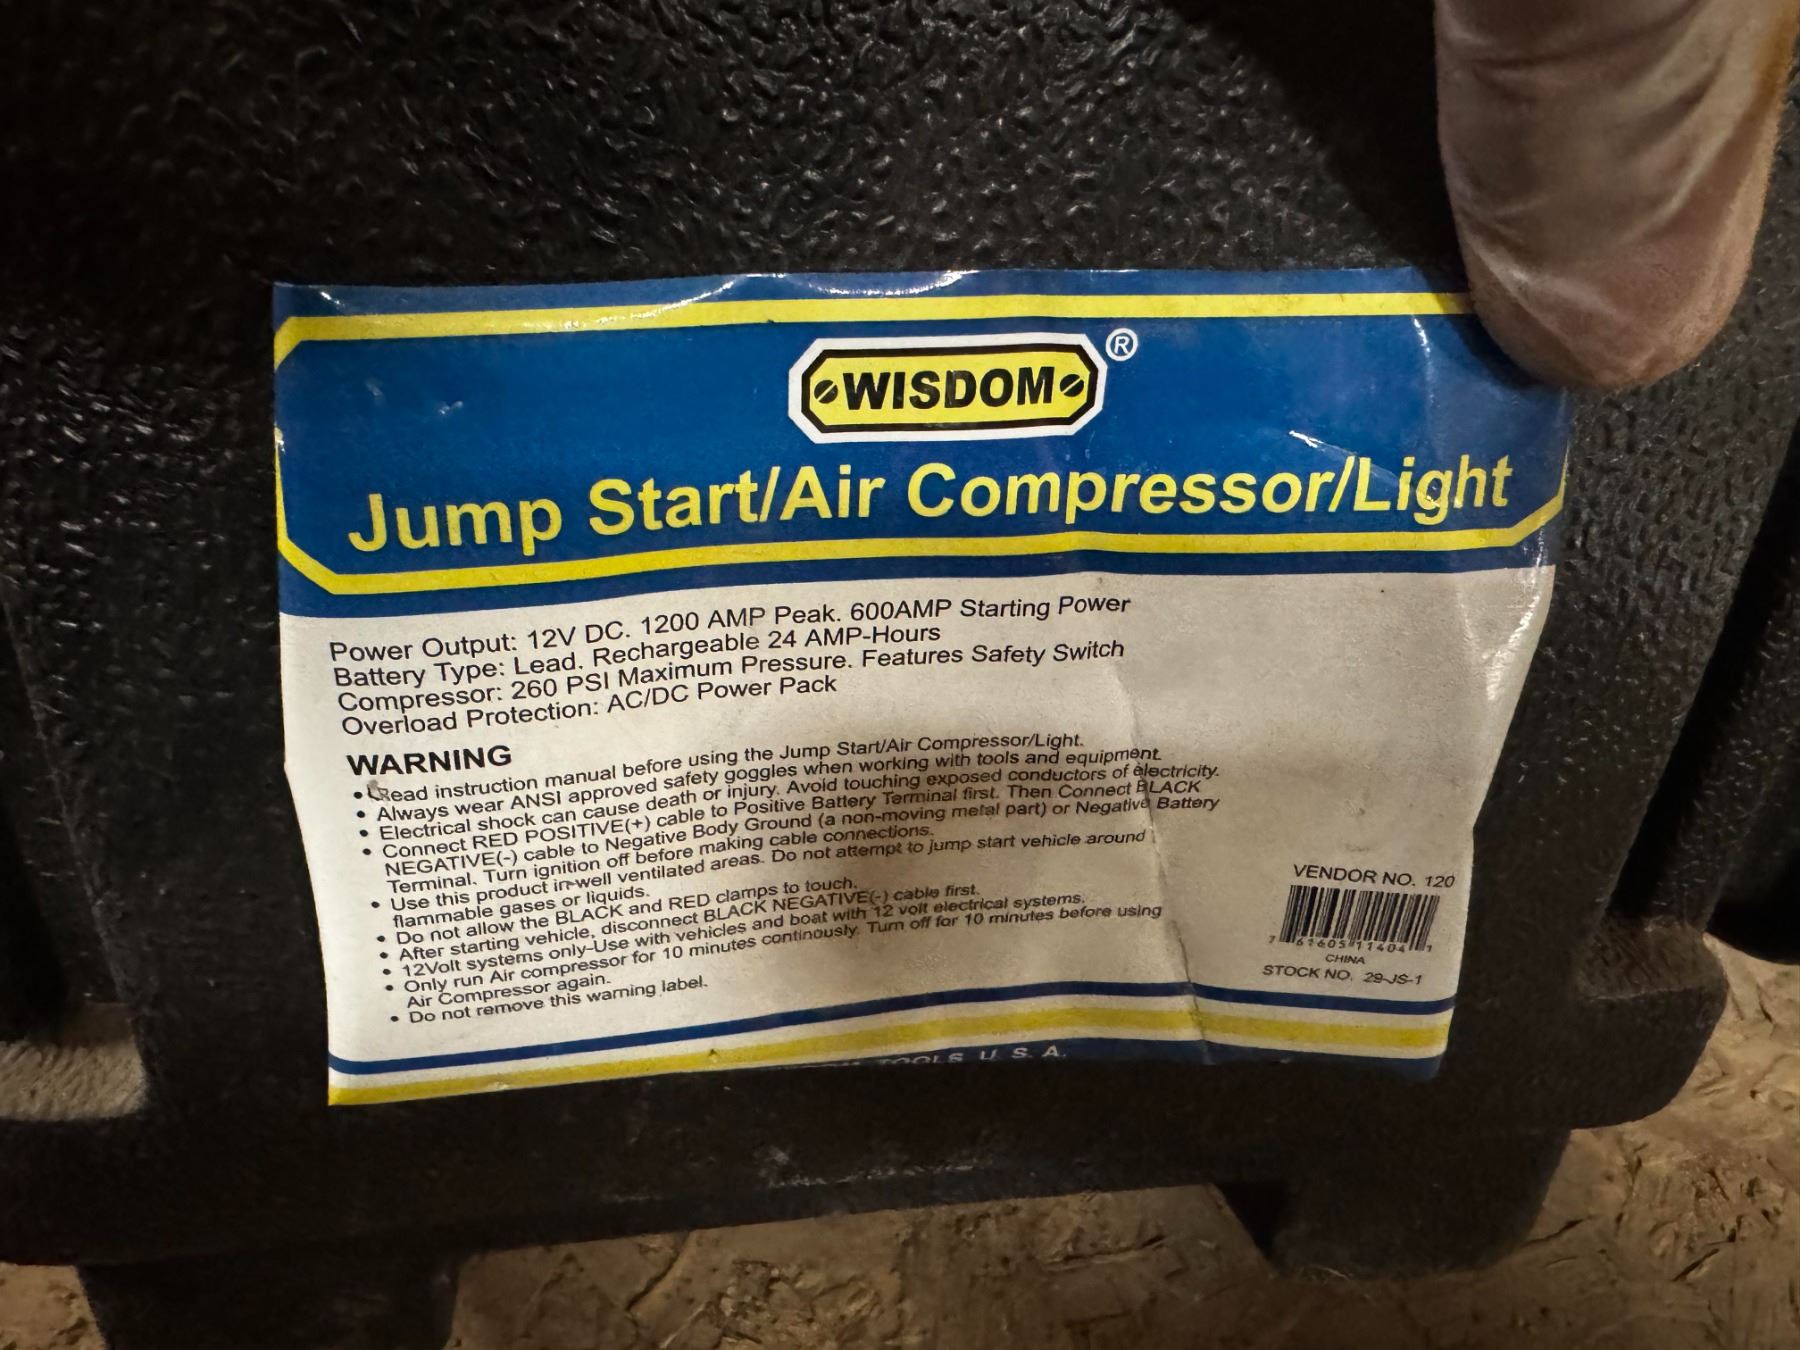 WISDOM ®
Jump Start/Air Compressor/Light
Power Output: 12V DC. 1200 AMP Peak. 600AMP Starting Power
Battery Type: Lead. Rechargeable 24 AMP-Hours
Compressor: 260 PSI Maximum Pressure. Features Safety Switch
Overload Protection: AC/DC Power Pack
WARNING
• Read instruction manual before using the Jump Start/Air Compressor/Light.
• Always wear ANSI approved safety goggles when working with tools and equipment.
• Electrical shock can cause death or injury. Avoid touching exposed conductors of electricity.
• Connect RED POSITIVE(+) cable to Positive Battery Terminal first. Then Connect BLACK
NEGATIVE(-) cable to Negative Body Ground (a non-moving metal part) or Negative Battery
Terminal. Turn ignition off before making cable connections.
• Use this product in well ventilated areas. Do not attempt to jump start vehicle around
flammable gases or liquids.
• Do not allow the BLACK and RED clamps to touch.
• After starting vehicle, disconnect BLACK NEGATIVE(-) cable first.
• 12Volt systems only-Use with vehicles and boat with 12 volt electrical systems.
• Only run Air compressor for 10 minutes continously. Turn off for 10 minutes before using
Air Compressor again.
• Do not remove this warning label.
VENDOR NO. 120
7 61605 11404 1
CHINA
STOCK NO. 29-JS-1
TOOLS U.S.A.